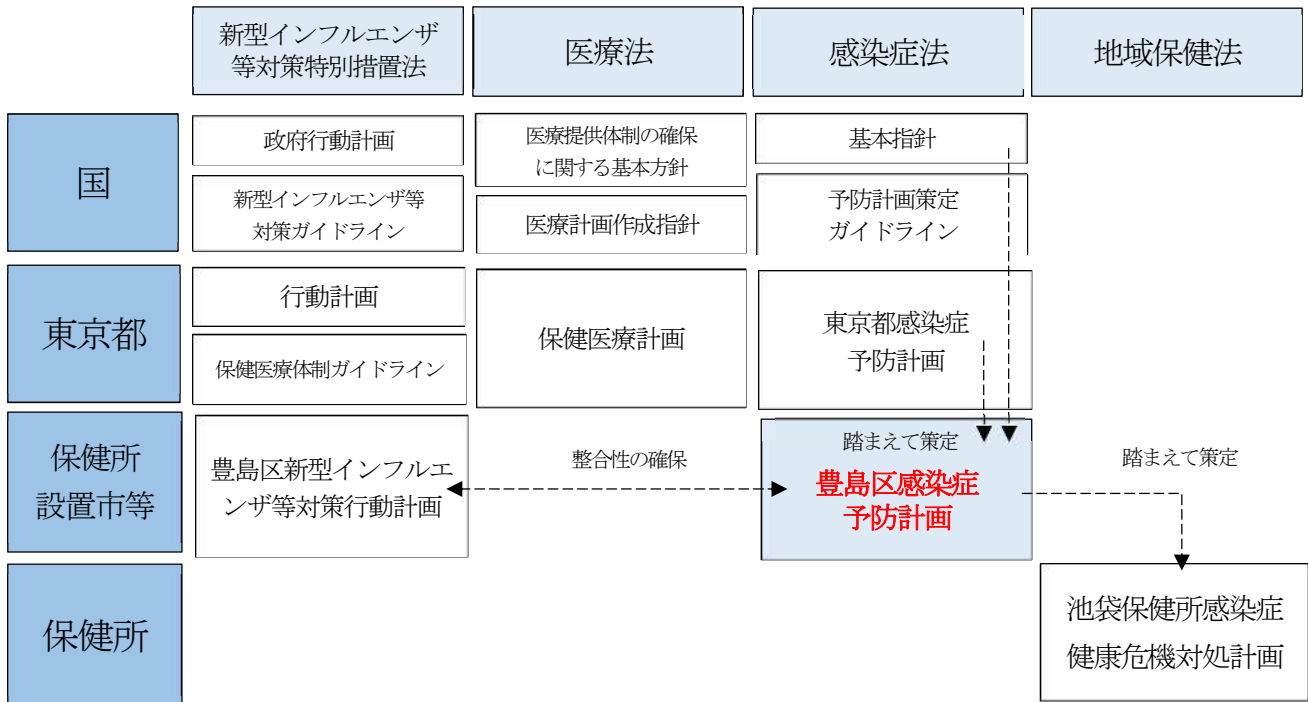 新型インフルエンザ
等対策特別措置法
医療法
感染症法
地域保健法
国
政府行動計画
新型インフルエンザ等
対策ガイドライン
医療提供体制の確保
に関する基本方針
医療計画作成指針
基本指針
予防計画策定
ガイドライン
東京都
行動計画
保健医療体制ガイドライン
保健医療計画
東京都感染症
予防計画
保健所
設置市等
豊島区新型インフルエ
ンザ等対策行動計画
整合性の確保
踏まえて策定
豊島区感染症
予防計画
踏まえて策定
保健所
池袋保健所感染症
健康危機対処計画